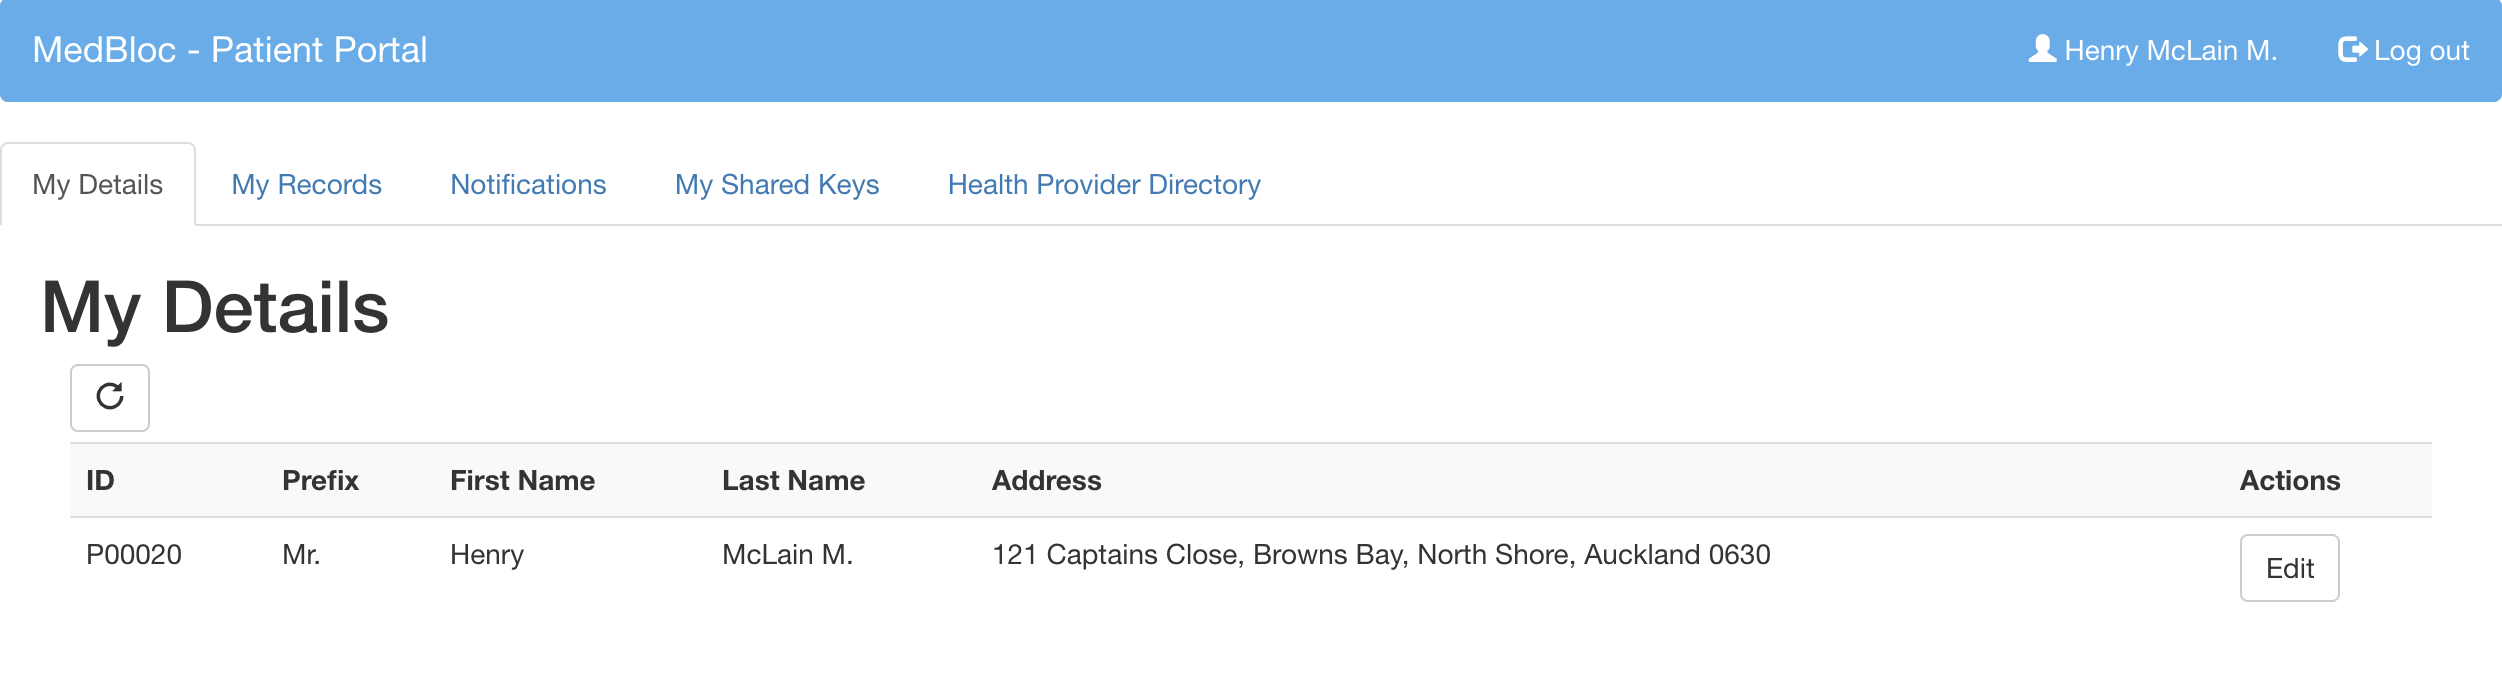 MedBloc - Patient Portal Henry McLain M. Log out
My Details My Records Notifications My Shared Keys Health Provider Directory
My Details
ID Prefix First Name Last Name Address Actions
P00020 Mr. Henry McLain M. 121 Captains Close, Browns Bay, North Shore, Auckland 0630 Edit